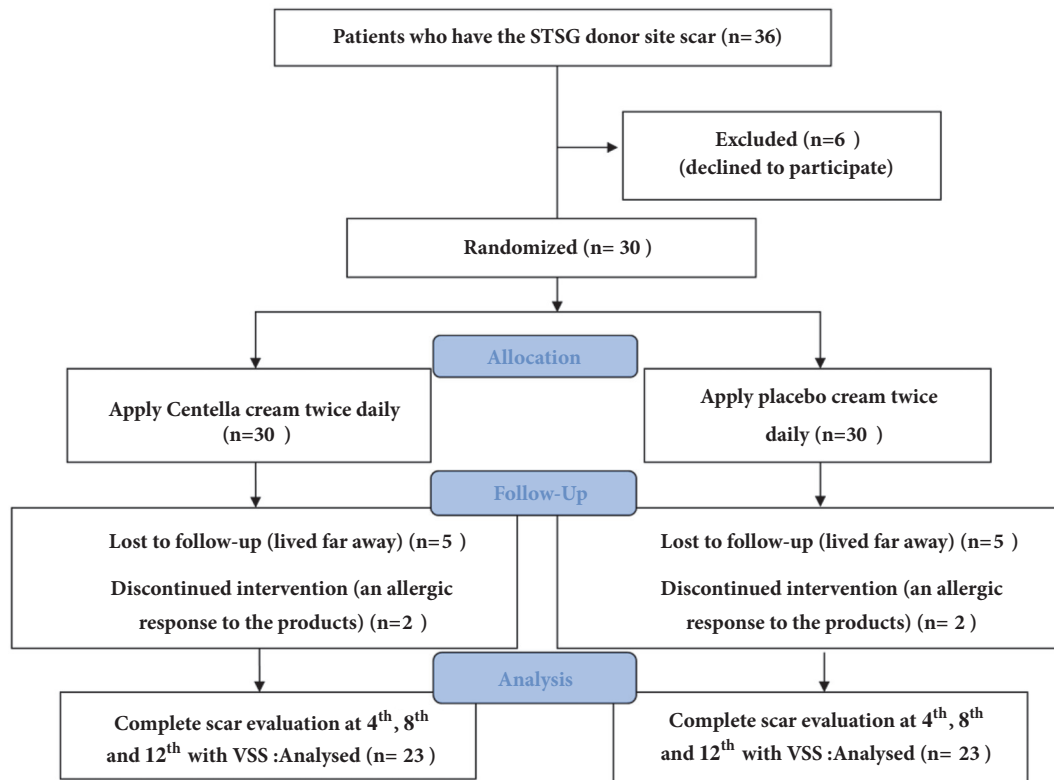 Patients who have the STSG donor site scar (n=36)
Excluded (n=6 )
(declined to participate)
Randomized (n= 30 )
Allocation
Apply Centella cream twice daily
(n=30 )
Apply placebo cream twice
daily (n=30 )
Follow-Up
Lost to follow-up (lived far away) (n=5 )
Discontinued intervention (an allergic
response to the products) (n=2 )
Lost to follow-up (lived far away) (n=5 )
Discontinued intervention (an allergic
response to the products) (n= 2 )
Analysis
Complete scar evaluation at 4th, 8th
and 12th with VSS :Analysed (n= 23 )
Complete scar evaluation at 4th, 8th
and 12th with VSS :Analysed (n= 23 )